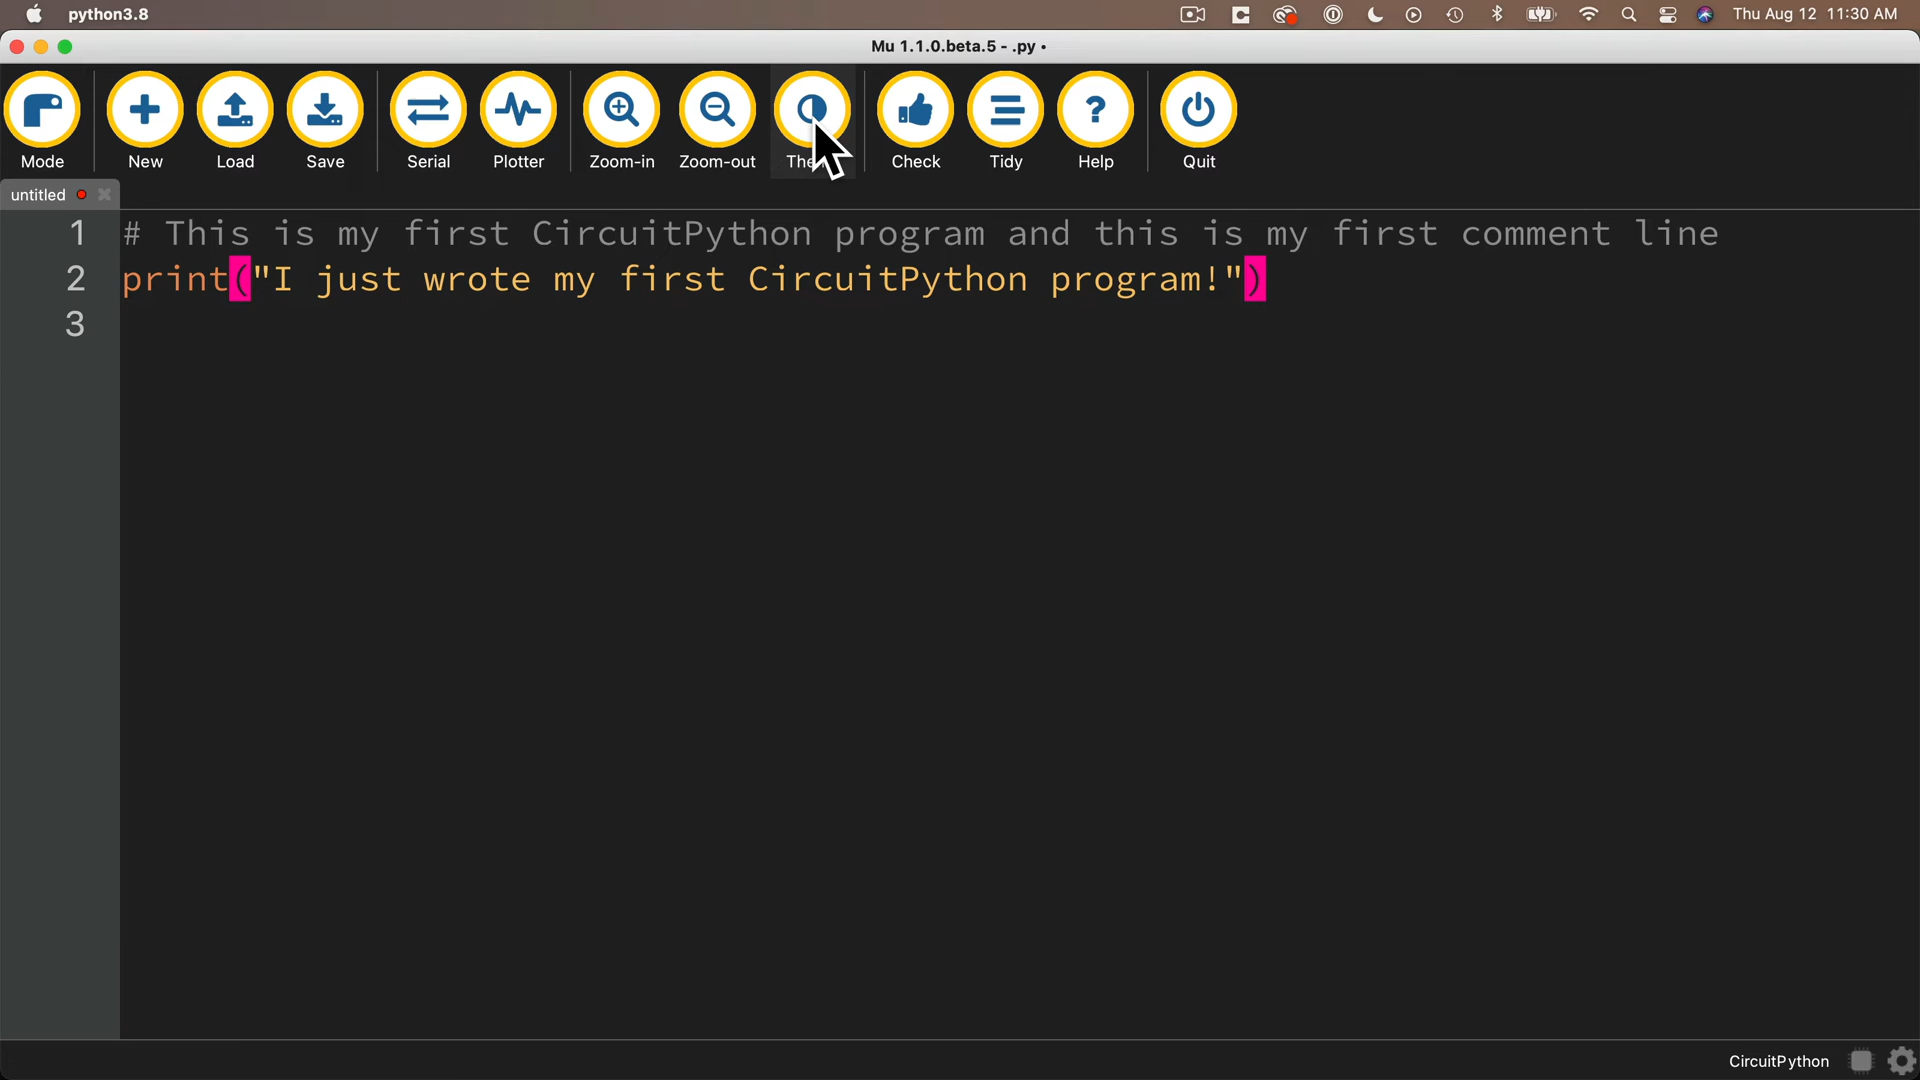 python3.8
Thu Aug 12 11:30 AM
Mu 1.1.0.beta.5 - .py •
Mode
New
Load
Save
Serial
Plotter
Zoom-in
Zoom-out
Check
Tidy
Help
Quit
untitled
1 # This is my first CircuitPython program and this is my first comment line
2 print("I just wrote my first CircuitPython program!")
3
CircuitPython